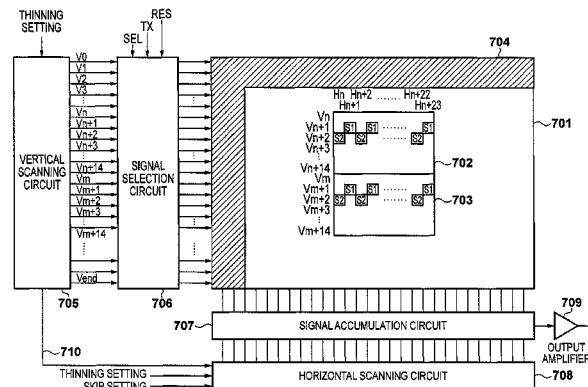 THINNING SETTING
SEL TX RES
704
V0
V1
V2
V3
Vn
Vn+1
Vn+2
Vn+3
Vn+14
Vm
Vm+1
Vm+2
Vm+3
Vm+14
Vend
VERTICAL SCANNING CIRCUIT
705
SIGNAL SELECTION CIRCUIT
706
Hn Hn+2 ........ Hn+22
Hn+1 Hn+23
701
Vn
Vn+1 S1 S1 S1
Vn+2 S2 S2 S2
Vn+3
Vn+14
702
Vm
Vm+1 S1 S1 S1
Vm+2 S2 S2 S2
Vm+3
Vm+14
703
707
SIGNAL ACCUMULATION CIRCUIT
709
OUTPUT AMPLIFIER
710
THINNING SETTING
SKIP SETTING
HORIZONTAL SCANNING CIRCUIT
708